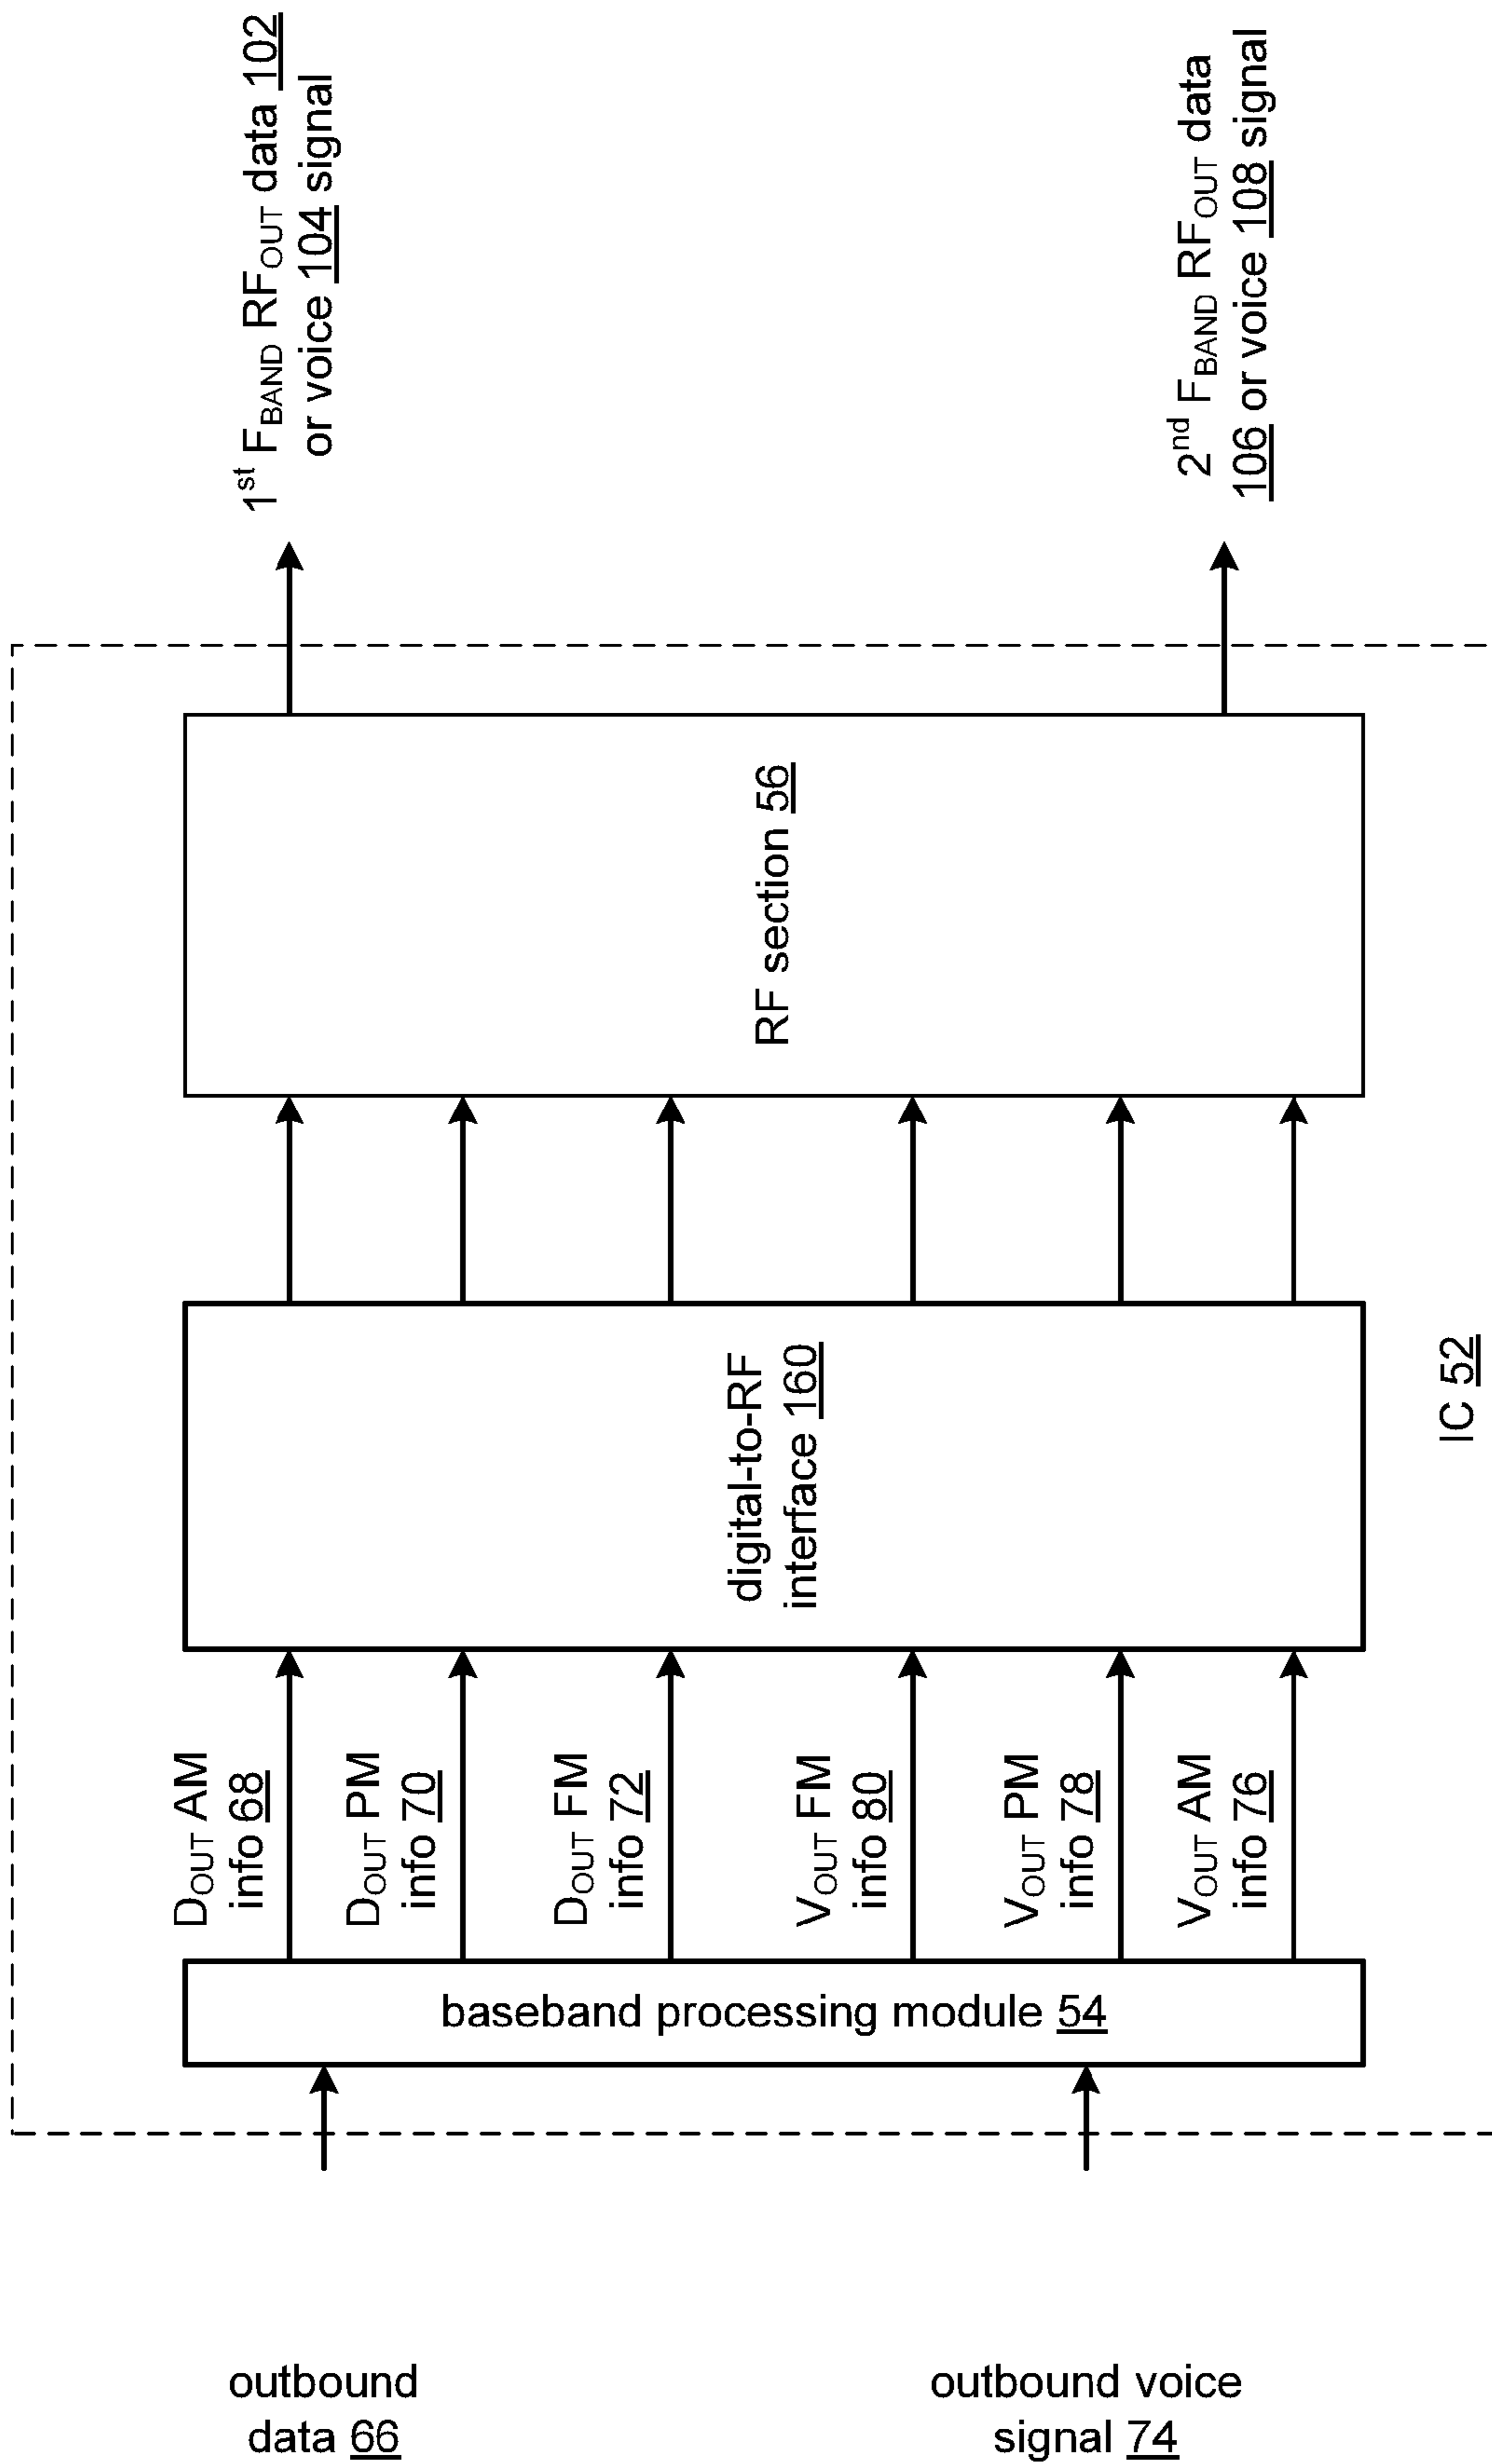 outbound
data 66
outbound voice
signal 74
baseband processing module 54
DOUT AM
info 68
DOUT PM
info 70
DOUT FM
info 72
VOUT FM
info 80
VOUT PM
info 78
VOUT AM
info 76
digital-to-RF
interface 160
RF section 56
1st FBAND RFOUT data 102
or voice 104 signal
2nd FBAND RFOUT data
106 or voice 108 signal
IC 52